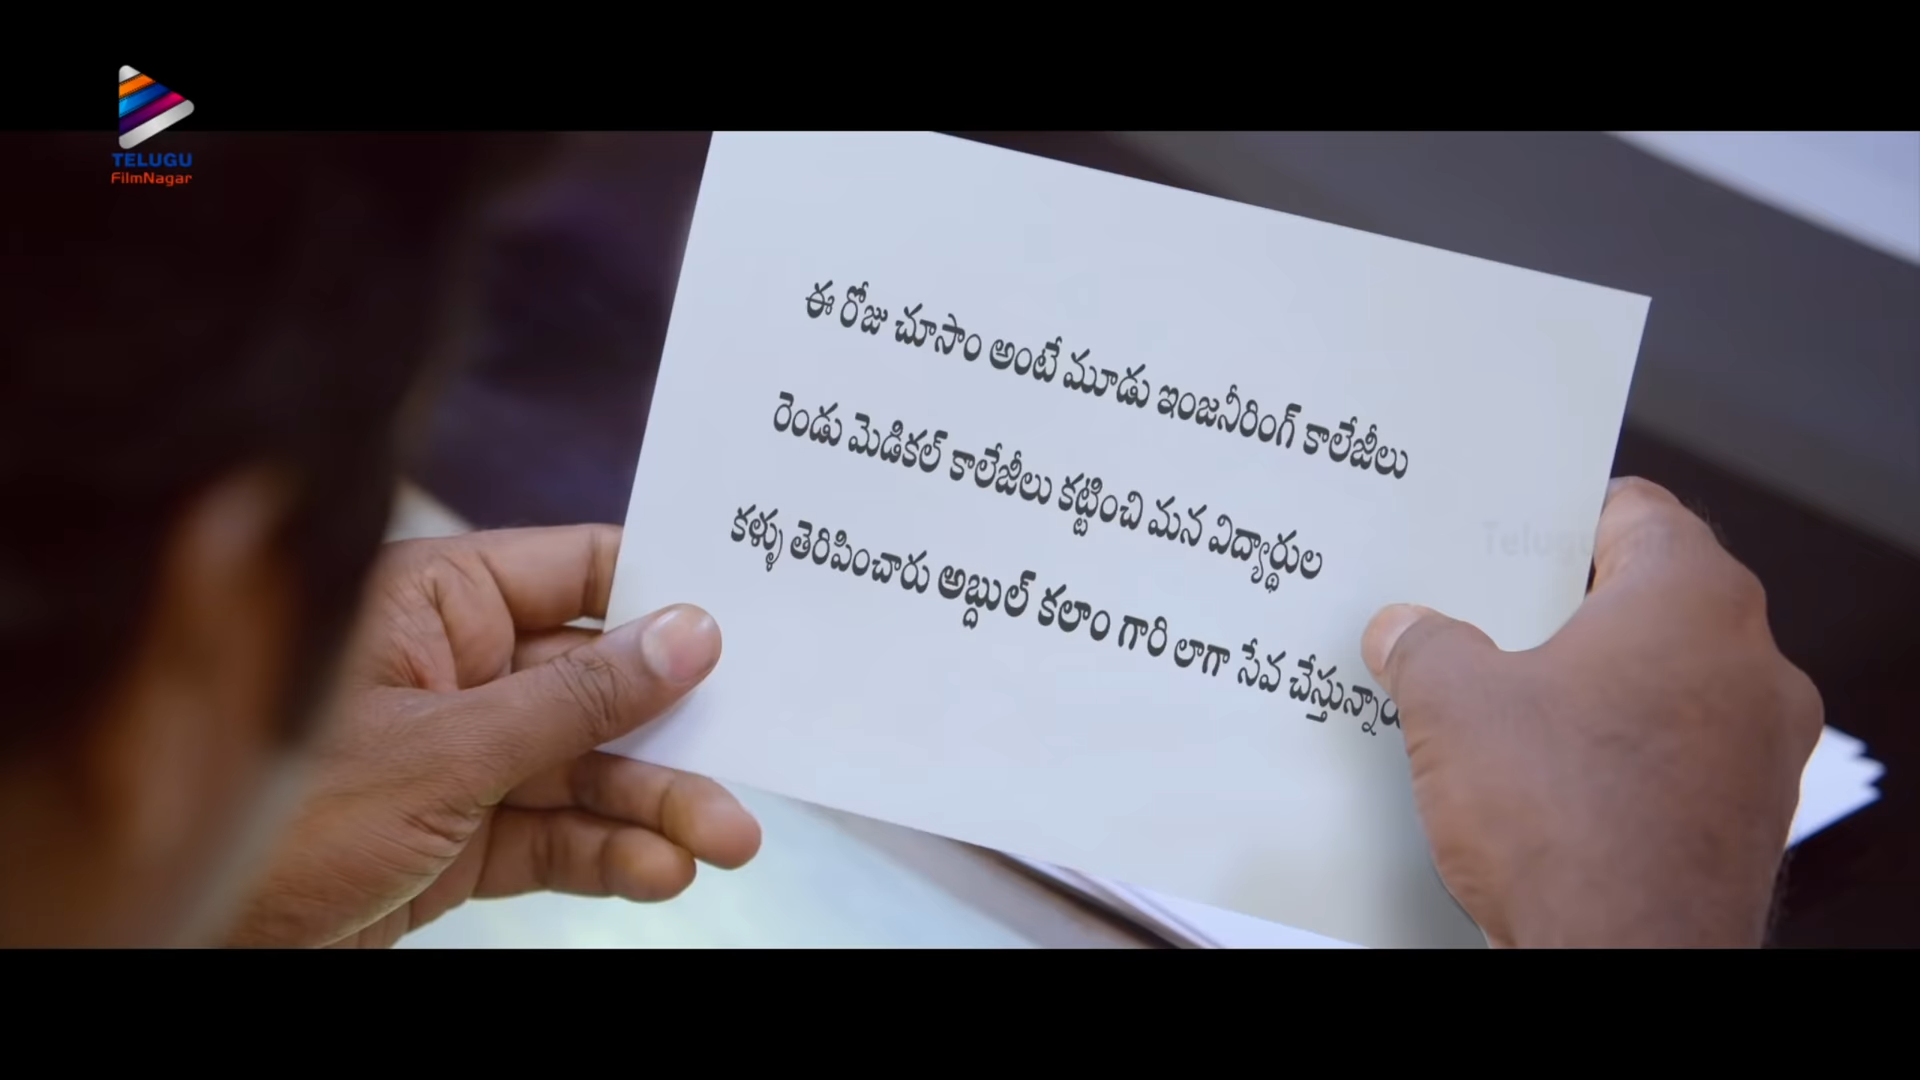 TELUGU
FilmNagar
ఈ రోజు చూసాం అంటే మూడు ఇంజనీరింగ్ కాలేజీలు
రెండు మెడికల్ కాలేజీలు కట్టించి మన విద్యార్థుల
కళ్ళు తెరిపించారు అబ్దుల్ కలాం గారి లాగా సేవ